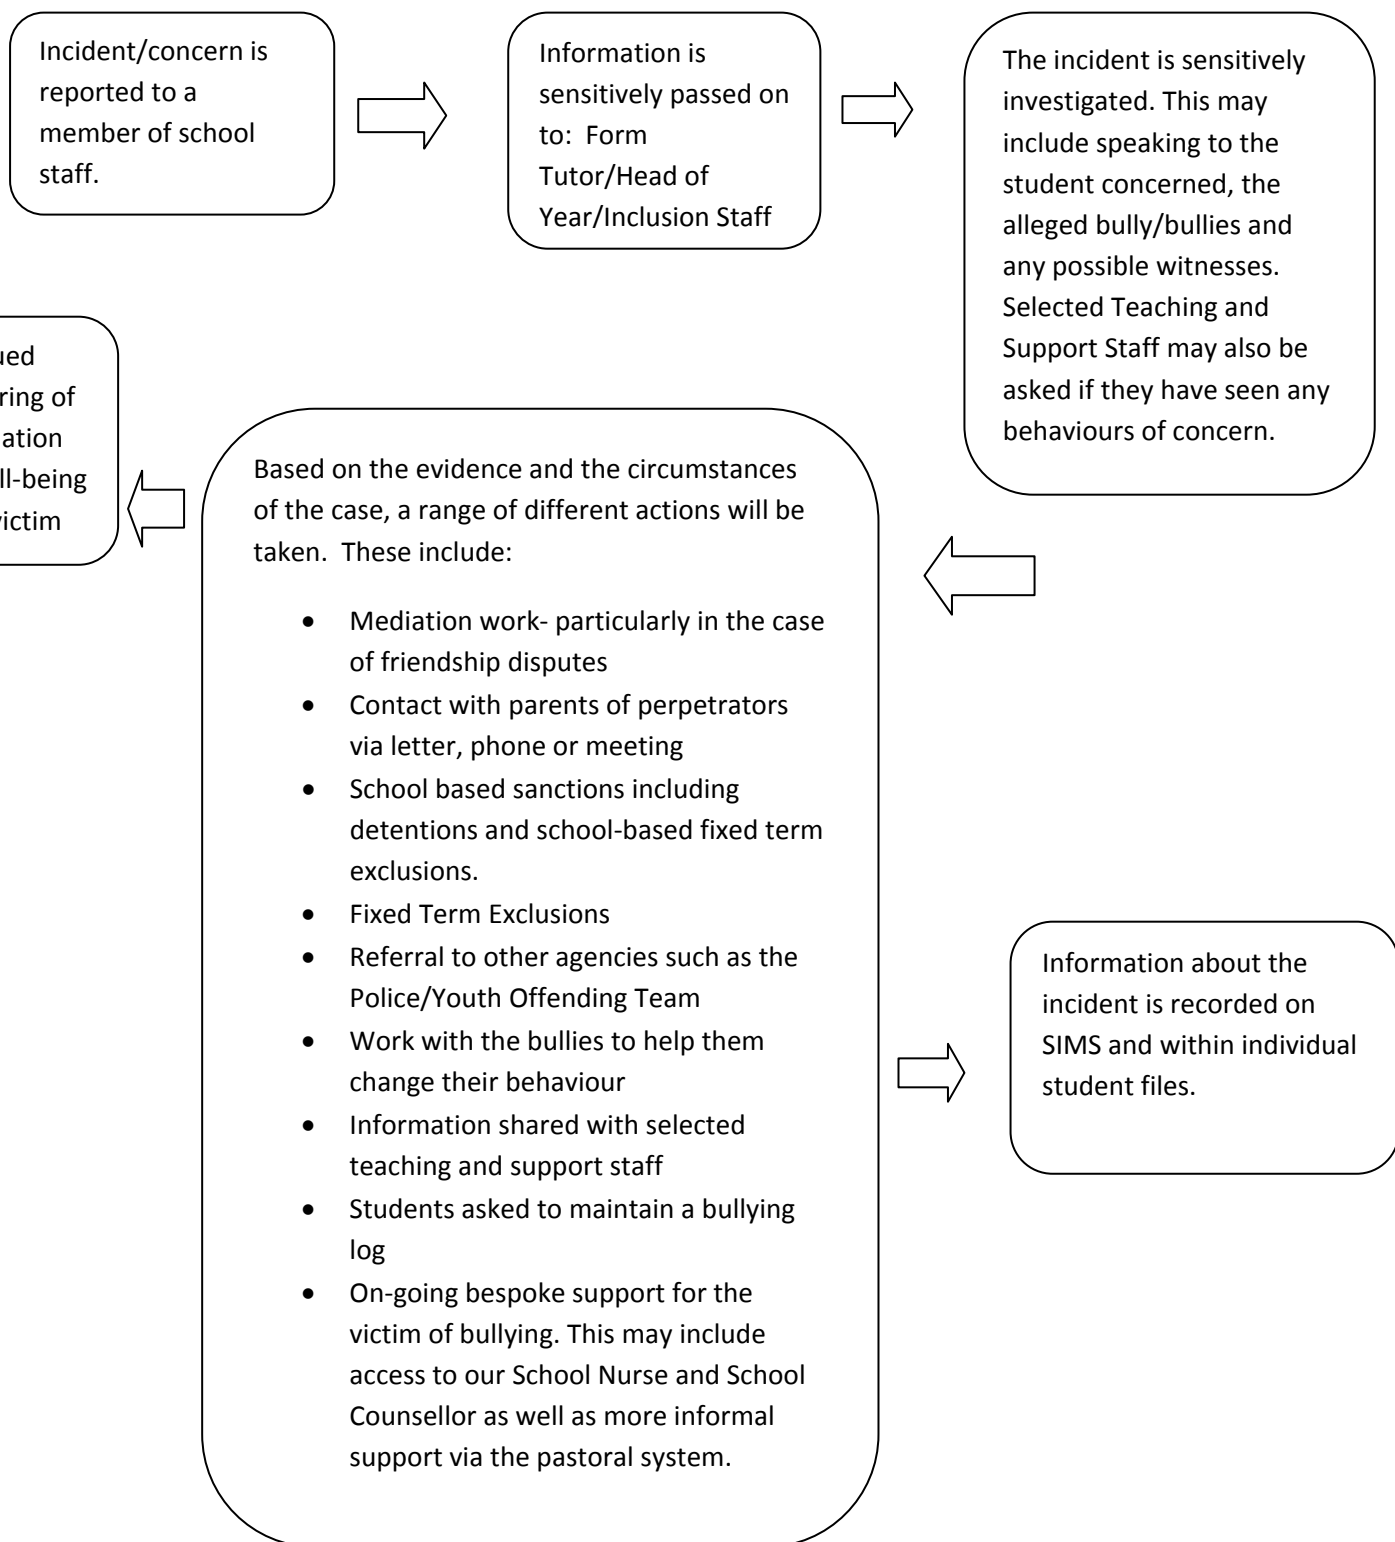 Incident/concern is
reported to a
member of school
staff.
Information is
sensitively passed on
to:  Form
Tutor/Head of
Year/Inclusion Staff
The incident is sensitively
investigated. This may
include speaking to the
student concerned, the
alleged bully/bullies and
any possible witnesses.
Selected Teaching and
Support Staff may also be
asked if they have seen any
behaviours of concern.
Based on the evidence and the circumstances
of the case, a range of different actions will be
taken.  These include:
• Mediation work- particularly in the case
of friendship disputes
• Contact with parents of perpetrators
via letter, phone or meeting
• School based sanctions including
detentions and school-based fixed term
exclusions.
• Fixed Term Exclusions
• Referral to other agencies such as the
Police/Youth Offending Team
• Work with the bullies to help them
change their behaviour
• Information shared with selected
teaching and support staff
• Students asked to maintain a bullying
log
• On-going bespoke support for the
victim of bullying. This may include
access to our School Nurse and School
Counsellor as well as more informal
support via the pastoral system.
of
victim
Information about the
incident is recorded on
SIMS and within individual
student files.